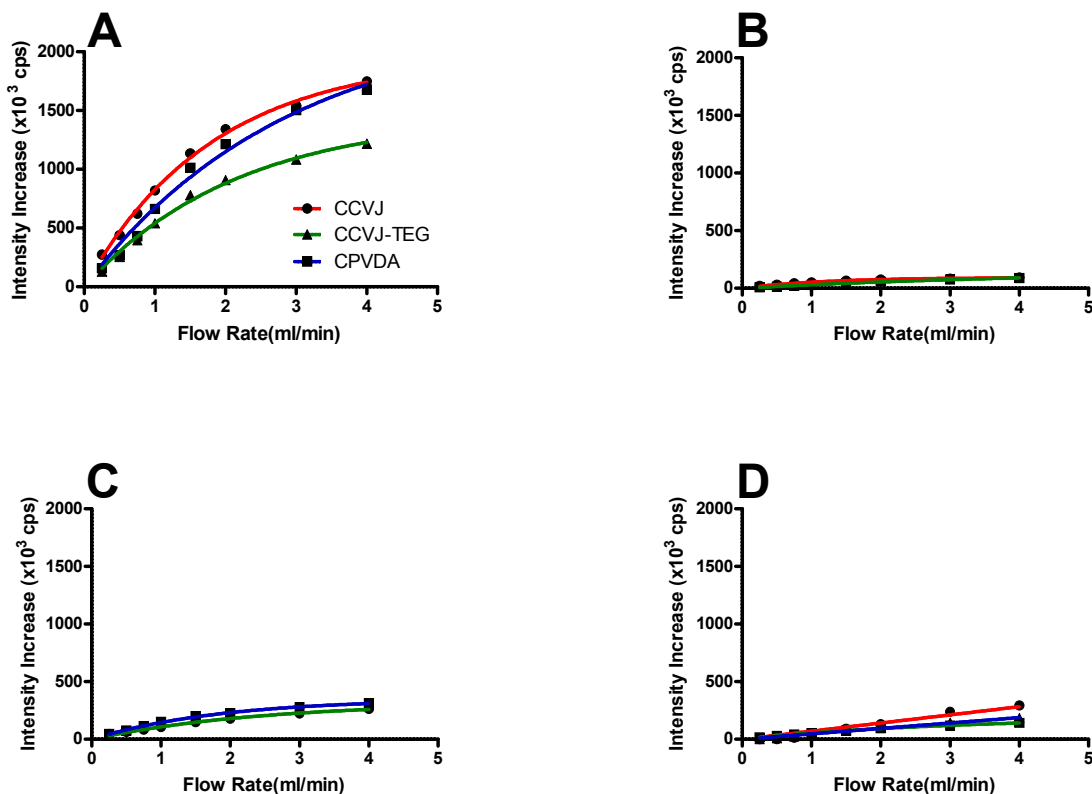 A
Intensity Increase (x10³ cps)
2000
1500
1000
500
0
0 1 2 3 4 5
Flow Rate(ml/min)
CCVJ
CCVJ-TEG
CPVDA
B
Intensity Increase (x10³ cps)
2000
1500
1000
500
0
0 1 2 3 4 5
Flow Rate(ml/min)
C
Intensity Increase (x10³ cps)
2000
1500
1000
500
0
0 1 2 3 4 5
Flow Rate(ml/min)
D
Intensity Increase (x10³ cps)
2000
1500
1000
500
0
0 1 2 3 4 5
Flow Rate(ml/min)